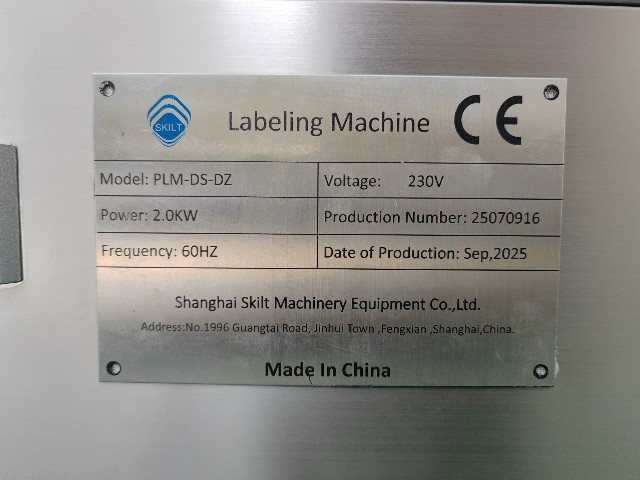 SKILT
Labeling Machine CE
Model: PLM-DS-DZ
Voltage: 230V
Power: 2.0KW
Production Number: 25070916
Frequency: 60HZ
Date of Production: Sep,2025
Shanghai Skilt Machinery Equipment Co.,Ltd.
Address:No.1996 Guangtai Road, Jinhui Town ,Fengxian ,Shanghai,China.
Made In China